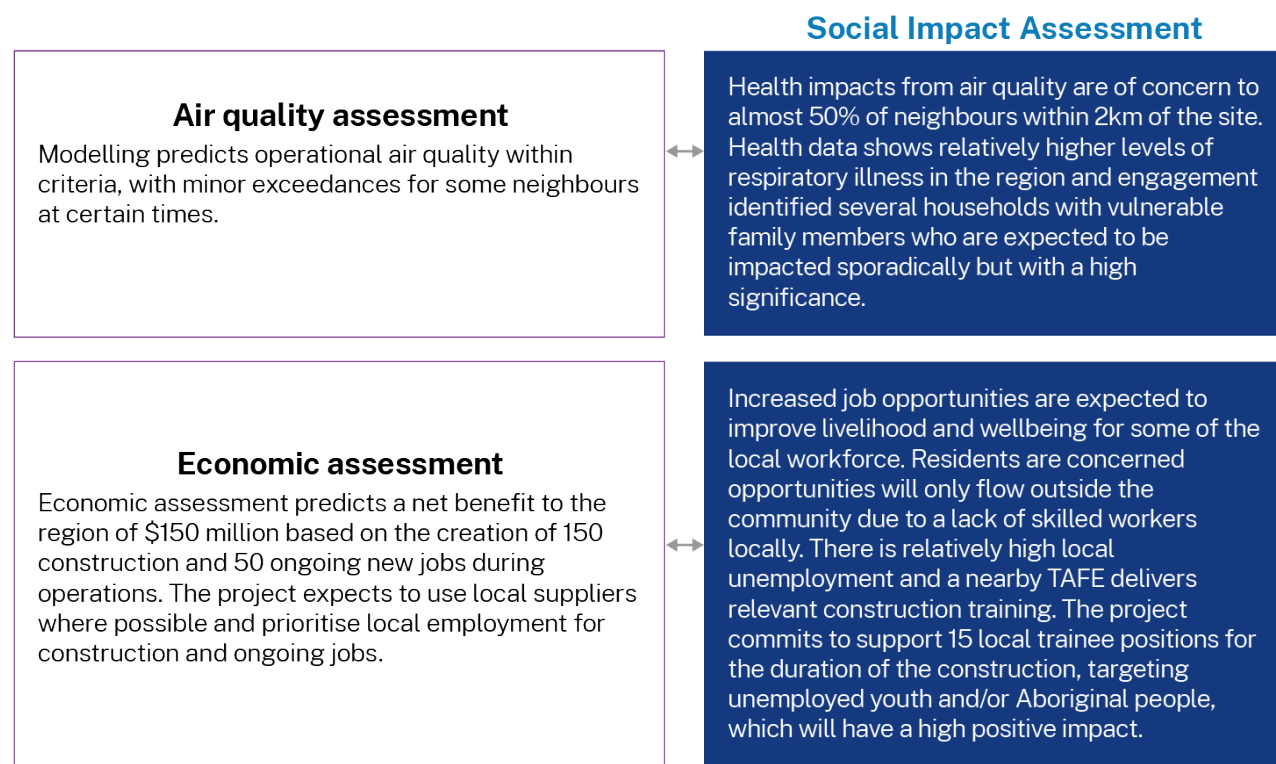 Social Impact Assessment
Air quality assessment
Modelling predicts operational air quality within
criteria, with minor exceedances for some neighbours
at certain times.
Health impacts from air quality are of concern to
almost 50% of neighbours within 2km of the site.
Health data shows relatively higher levels of
respiratory illness in the region and engagement
identified several households with vulnerable
family members who are expected to be
impacted sporadically but with a high
significance.
Economic assessment
Economic assessment predicts a net benefit to the
region of $150 million based on the creation of 150
construction and 50 ongoing new jobs during
operations. The project expects to use local suppliers
where possible and prioritise local employment for
construction and ongoing jobs.
Increased job opportunities are expected to
improve livelihood and wellbeing for some of the
local workforce. Residents are concerned
opportunities will only flow outside the
community due to a lack of skilled workers
locally. There is relatively high local
unemployment and a nearby TAFE delivers
relevant construction training. The project
commits to support 15 local trainee positions for
the duration of the construction, targeting
unemployed youth and/or Aboriginal people,
which will have a high positive impact.